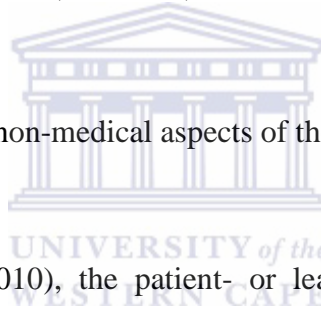 non-medical aspects of th
UNIVERSITY of the
010), the patient- or lea
WESTERN CAPE